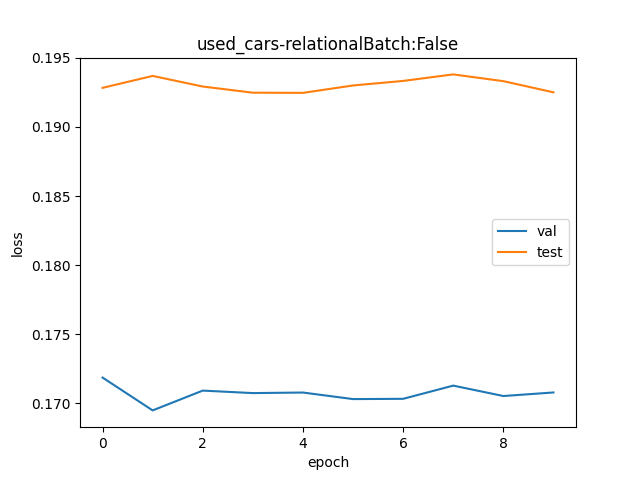 used_cars-relationalBatch:False
0.195
0.190
0.185
0.180
0.175
0.170
loss
val
test
0 2 4 6 8
epoch